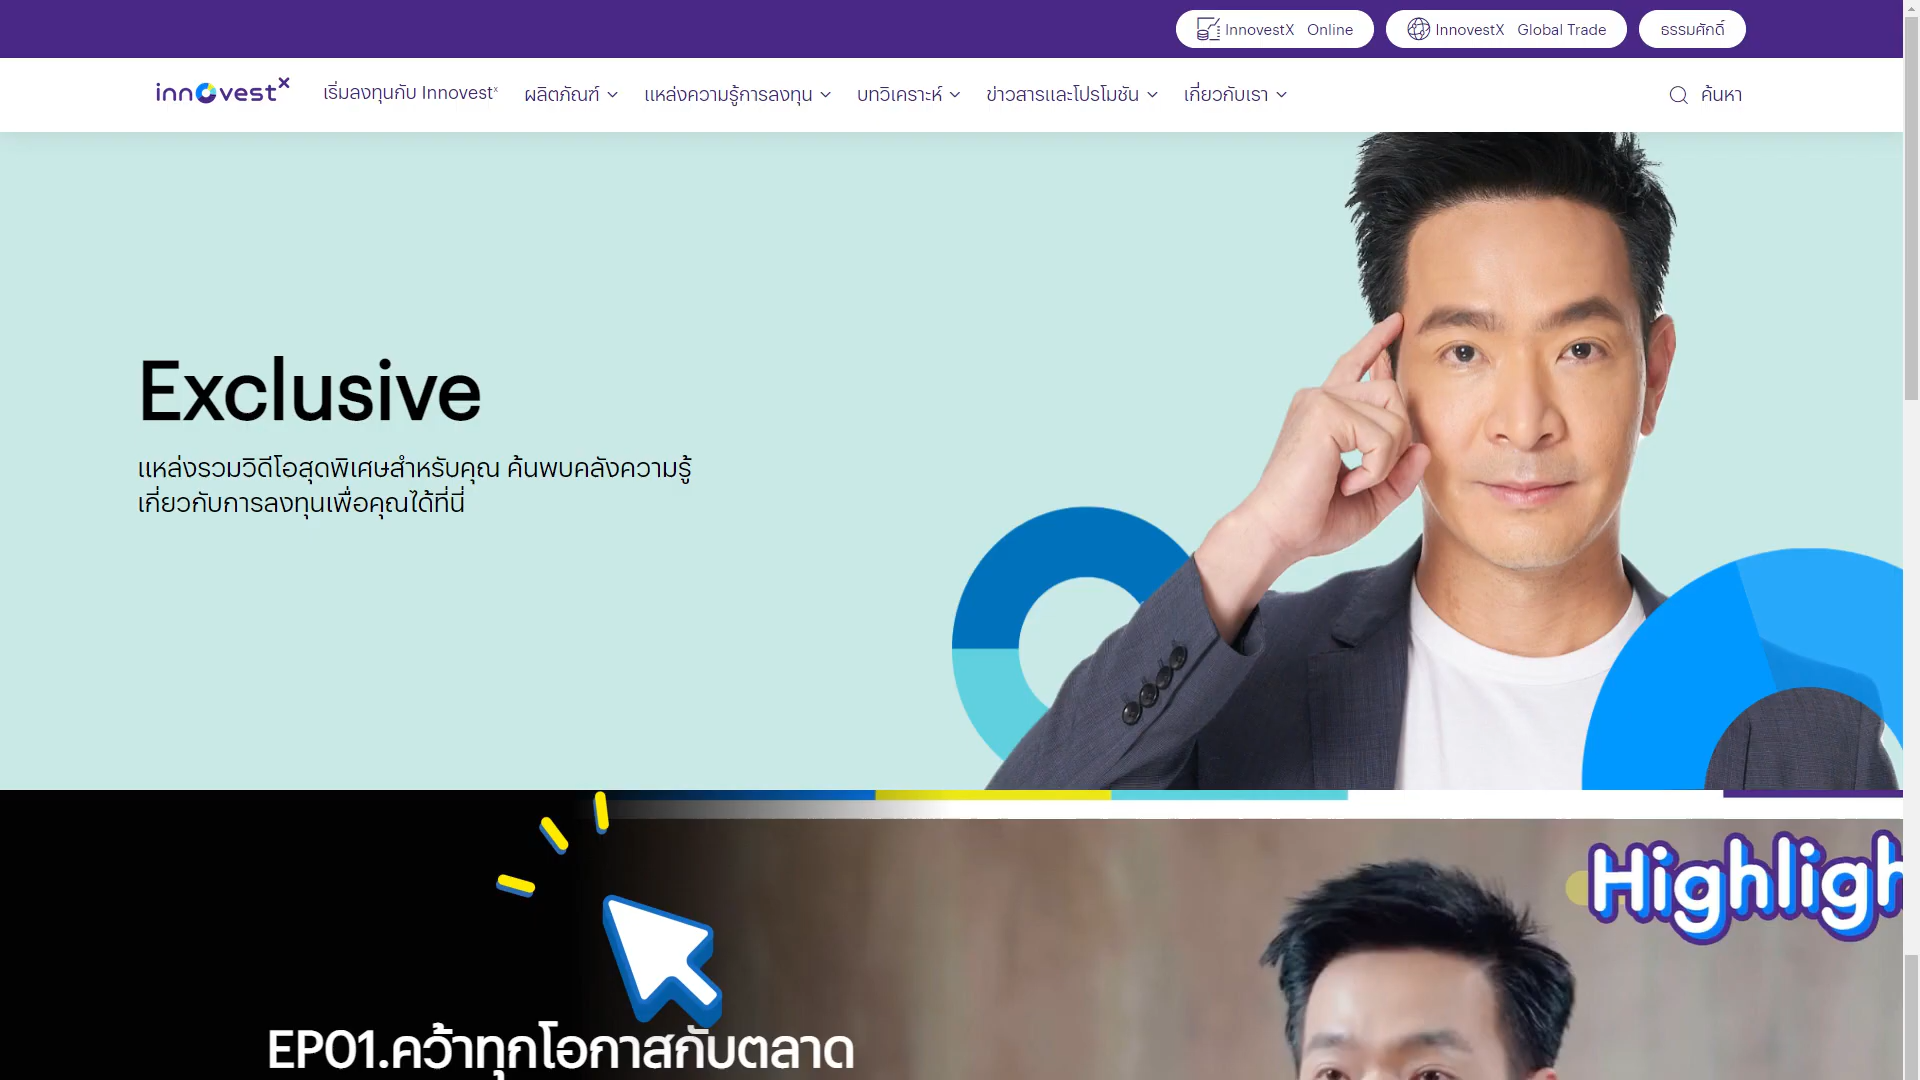 InnovestX Online
InnovestX Global Trade
ธรรมศักดิ์
innovestx
เริ่มลงทุนกับ Innovestx
ผลิตภัณฑ์
แหล่งความรู้การลงทุน
บทวิเคราะห์
ข่าวสารและโปรโมชัน
เกี่ยวกับเรา
ค้นหา
Exclusive
แหล่งรวมวิดีโอสุดพิเศษสำหรับคุณ ค้นพบคลังความรู้
เกี่ยวกับการลงทุนเพื่อคุณได้ที่นี่
Highligh
EP01.คว้าทุกโอกาสกับตลาด